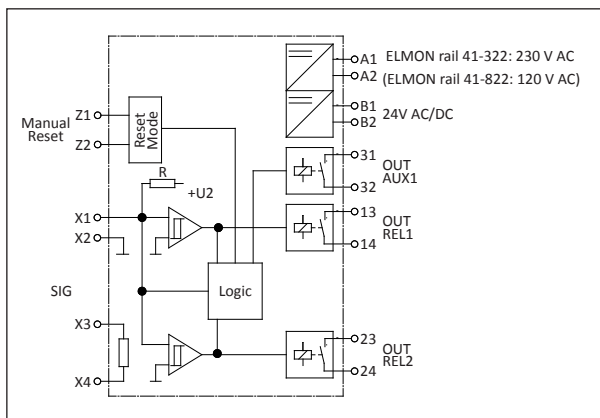 A1 ELMON rail 41-322: 230 V AC
A2 (ELMON rail 41-822: 120 V AC)
B1
B2
24V AC/DC
Manual
Reset
Z1
Z2
Reset
Mode
31
32
OUT
AUX1
R
+U2
X1
X2
13
14
OUT
REL1
SIG
Logic
X3
X4
23
24
OUT
REL2